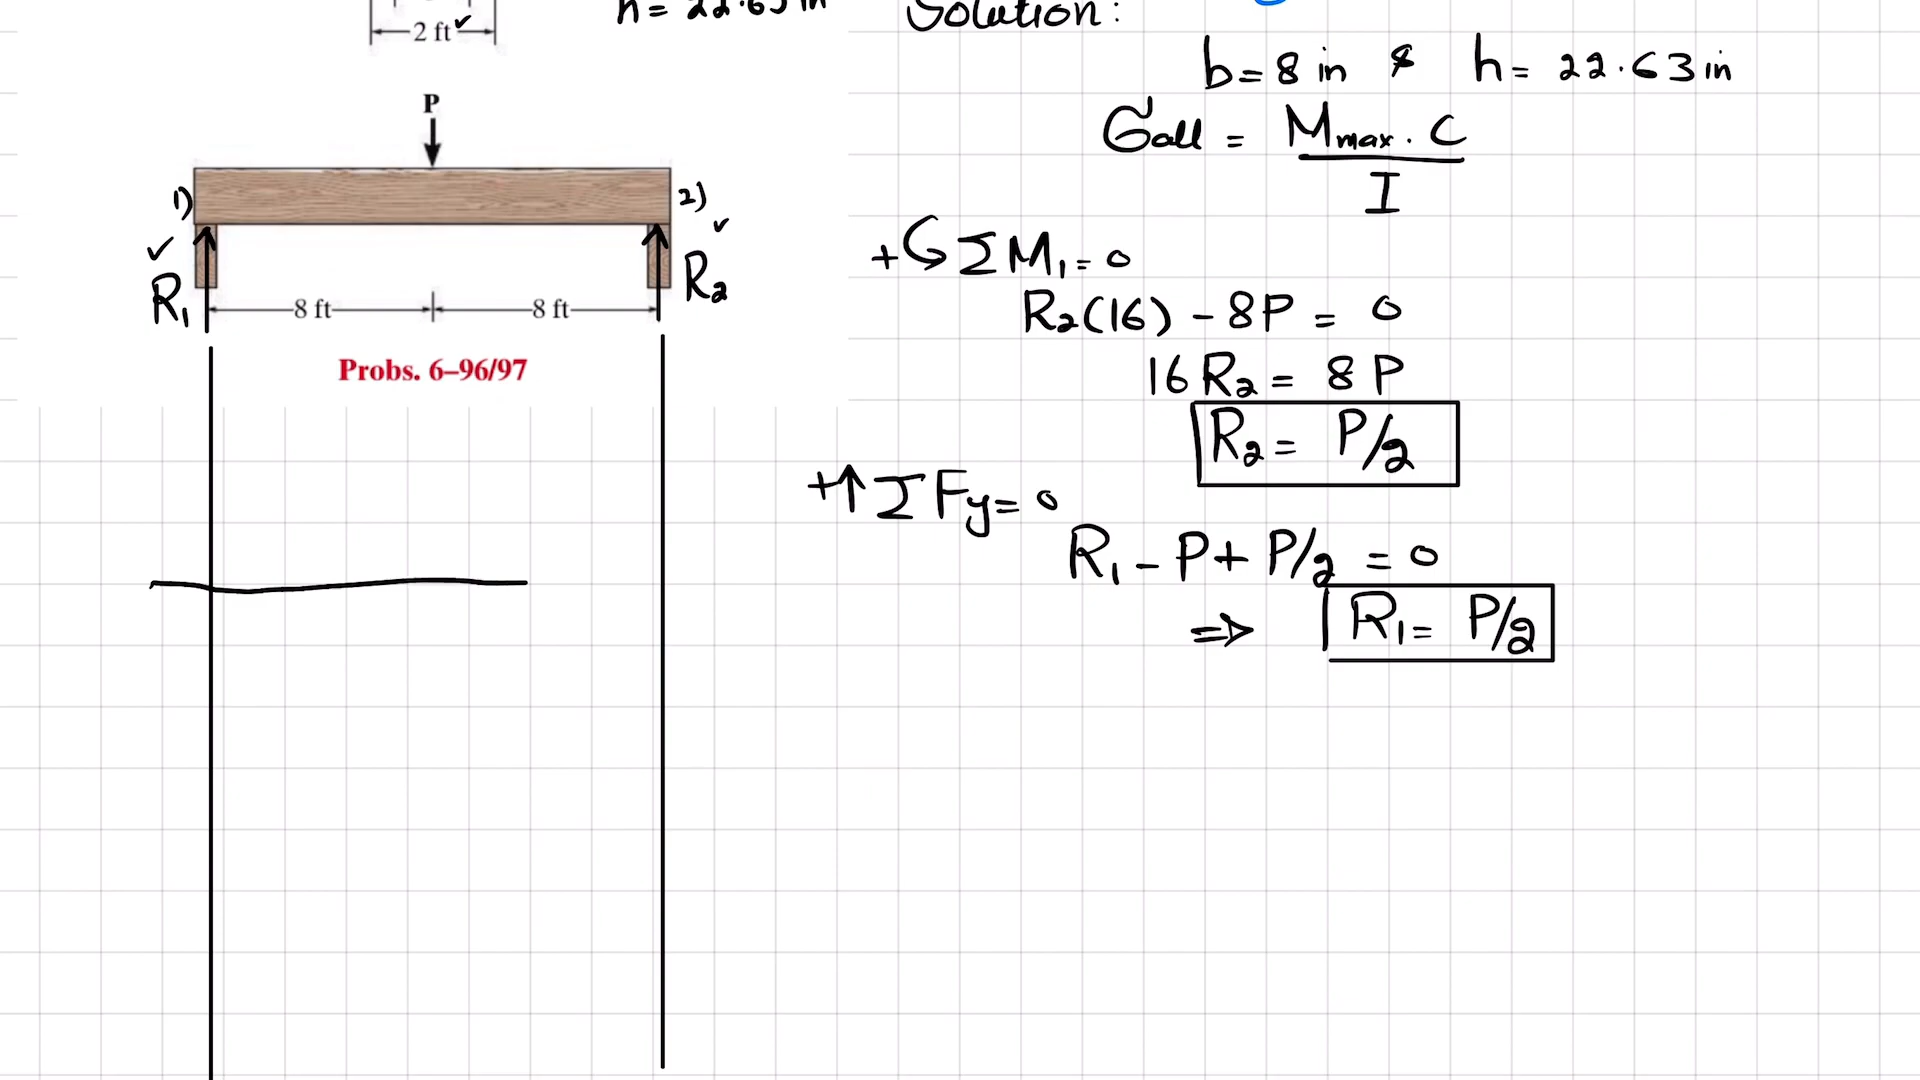 2 ft
h = 22.63 in
Solution:
b = 8 in & h = 22.63 in
σall = Mmax . C
I
P
1)
2)
R1
R2
8 ft
8 ft
Probs. 6–96/97
+ ΣM1 = 0
R2(16) - 8P = 0
16 R2 = 8 P
R2 = P/2
+↑ ΣFy = 0
R1 - P + P/2 = 0
⇒ R1 = P/2